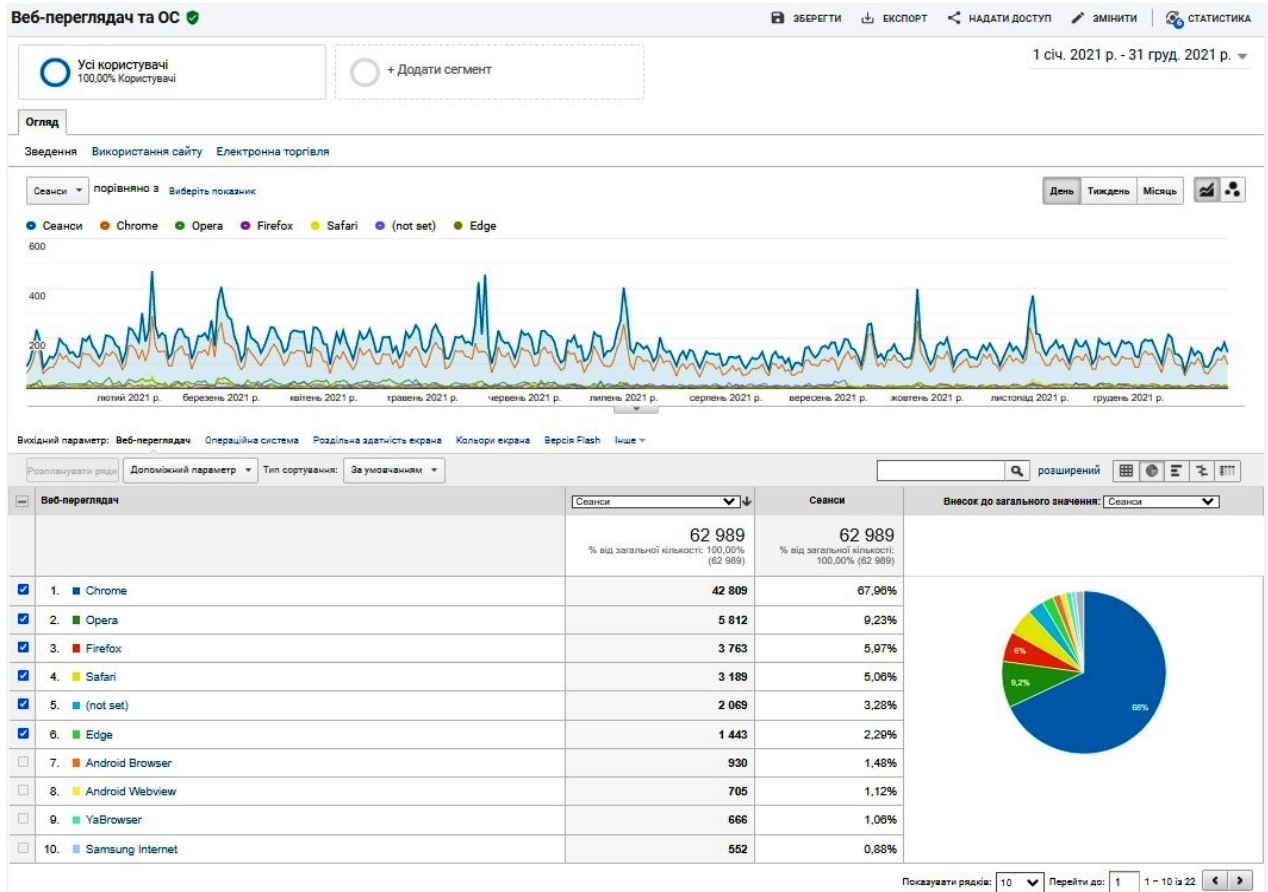 Веб-переглядач та ОС
ЗБЕРЕГТИ ЕКСПОРТ НАДАТИ ДОСТУП ЗМІНИТИ 6 СТАТИСТИКА
Усі користувачі
100,00% Користувачі
+ Додати сегмент
1 січ. 2021 р. - 31 груд. 2021 р.
Огляд
Зведення Використання сайту Електронна торгівля
Сеанси порівняно з Виберіть показник
День Тиждень Місяць
Сеанси Chrome Opera Firefox Safari (not set) Edge
600
400
200
лютий 2021 р. березень 2021 р. квітень 2021 р. травень 2021 р. червень 2021 р. липень 2021 р. серпень 2021 р. вересень 2021 р. жовтень 2021 р. листопад 2021 р. грудень 2021 р.
Вихідний параметр: Веб-переглядач Операційна система Роздільна здатність екрана Кольори екрана Версія Flash Інше
Розпланувати ряди Допоміжний параметр Тип сортування: За умовчанням розширений
Веб-переглядач Сеанси Сеанси Внесок до загального значення: Сеанси
62 989 62 989
% від загальної кількості: 100,00% (62 989) % від загальної кількості: 100,00% (62 989)
1. Chrome 42 809 67,96%
2. Opera 5 812 9,23%
3. Firefox 3 763 5,97%
4. Safari 3 189 5,06%
5. (not set) 2 069 3,28%
6. Edge 1 443 2,29%
7. Android Browser 930 1,48%
8. Android Webview 705 1,12%
9. YaBrowser 666 1,06%
10. Samsung Internet 552 0,88%
6%
9,2%
68%
Показувати рядків: 10 Перейти до: 1 1 – 10 із 22